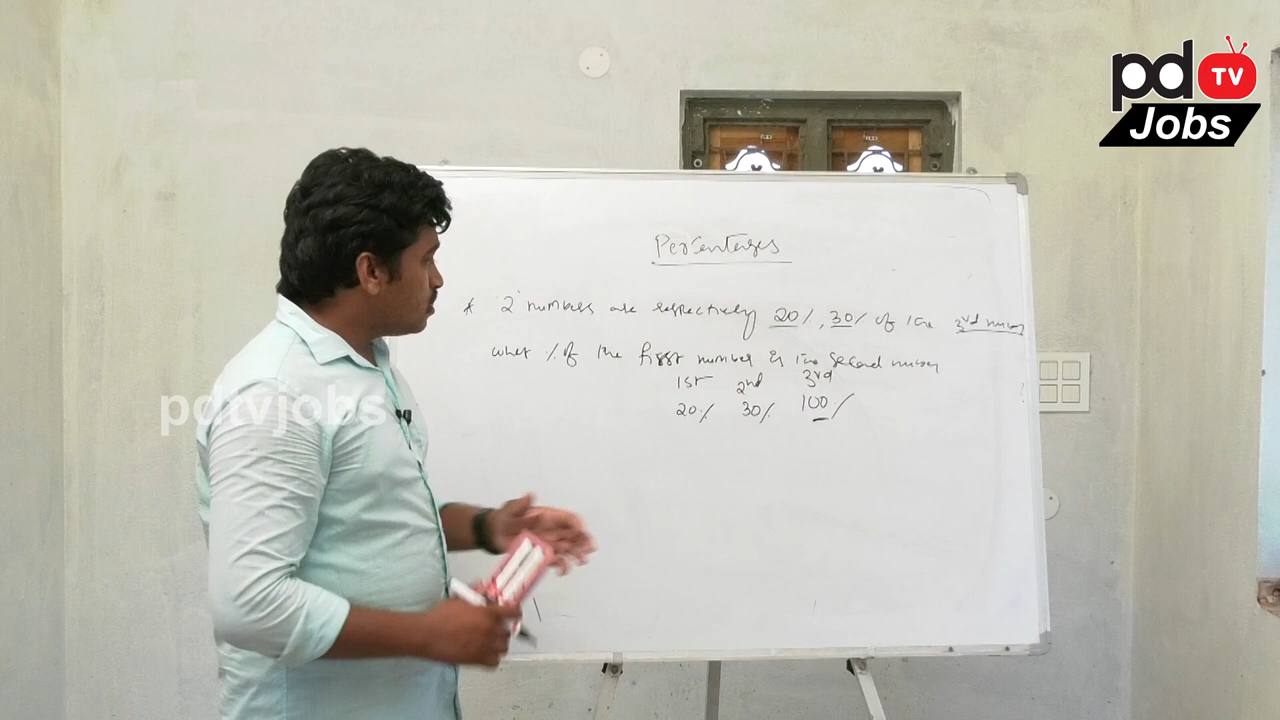 pd TV
Jobs
Percentages
* 2 numbers are respectively 20%, 30% of the 3rd number
what % of the first number is the second number
1st 2nd 3rd
20% 30% 100%
pdtvjobs